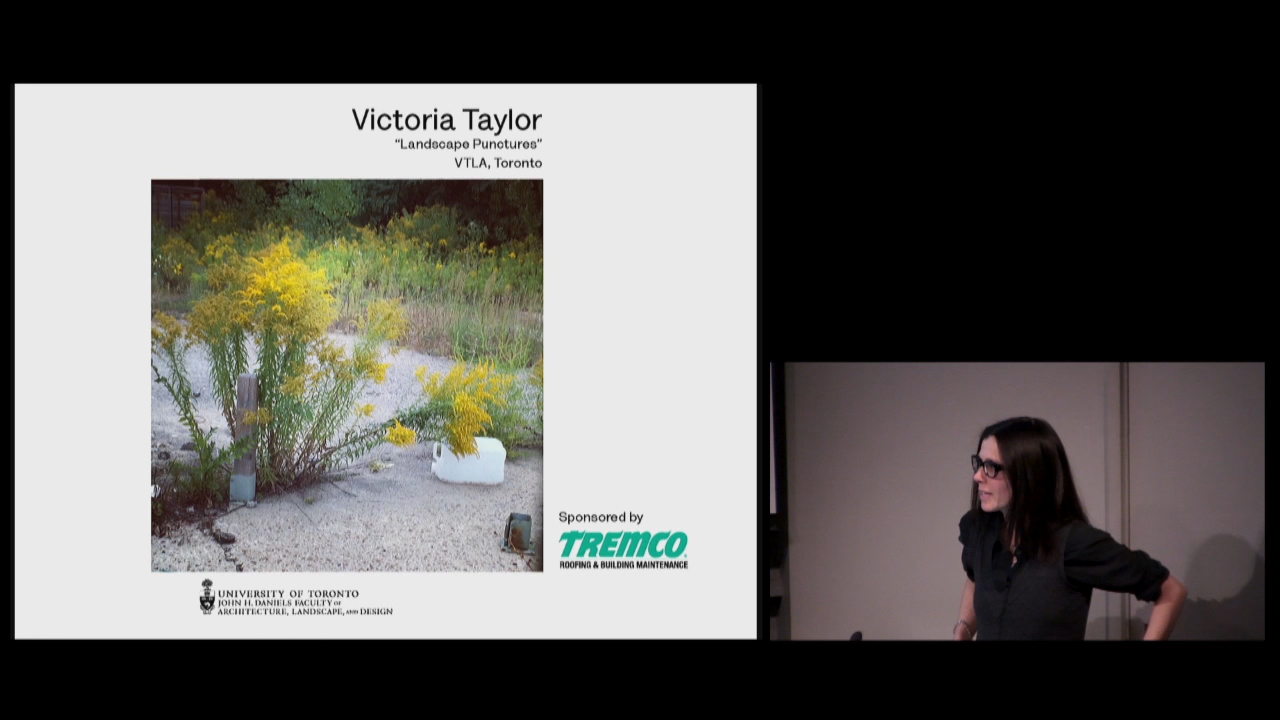 Victoria Taylor
“Landscape Punctures”
VTLA, Toronto
Sponsored by
TREMCO
ROOFING & BUILDING MAINTENANCE
UNIVERSITY OF TORONTO
JOHN H. DANIELS FACULTY OF
ARCHITECTURE, LANDSCAPE, AND DESIGN